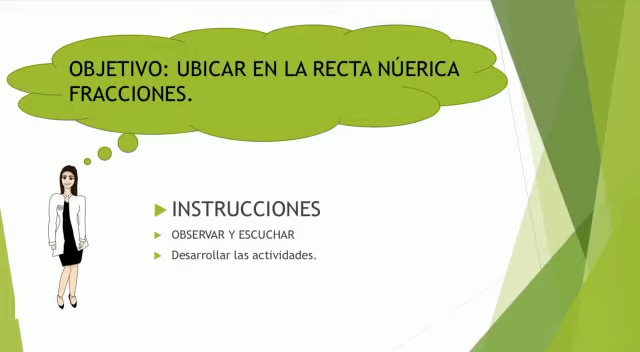 OBJETIVO: UBICAR EN LA RECTA NÚERICA
FRACCIONES.
INSTRUCCIONES
OBSERVAR Y ESCUCHAR
Desarrollar las actividades.